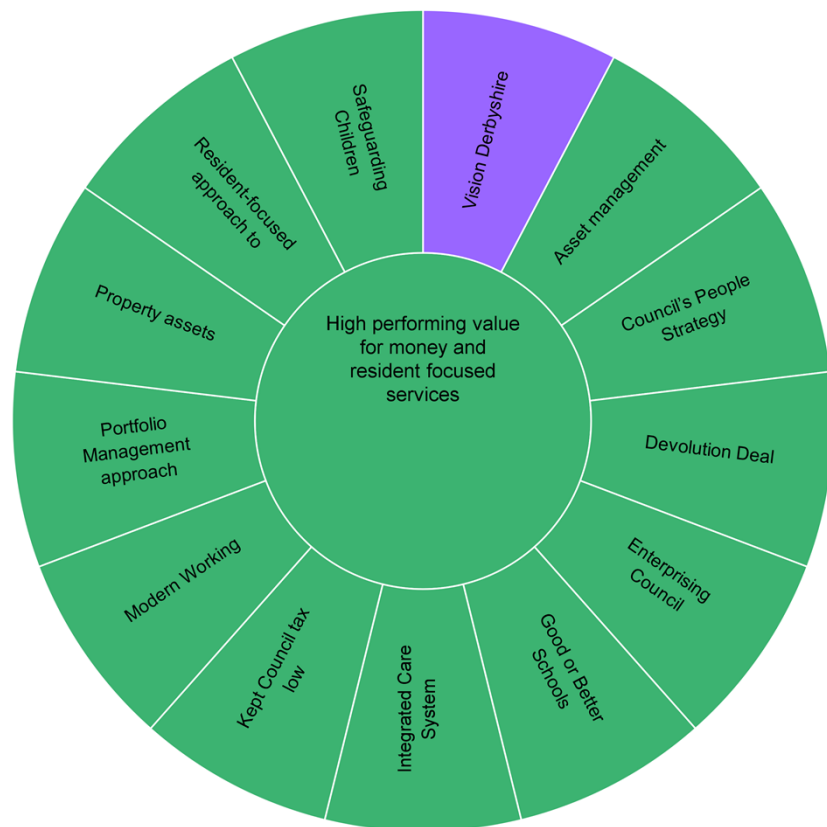 High performing value
for money and
resident focused
services
Vision Derbyshire
Asset management
Council's People
Strategy
Devolution Deal
Enterprising
Council
Good or Better
Schools
Integrated Care
System
Kept Council tax
low
Modern Working
Portfolio
Management
approach
Property assets
Resident-focused
approach to
Safeguarding
Children